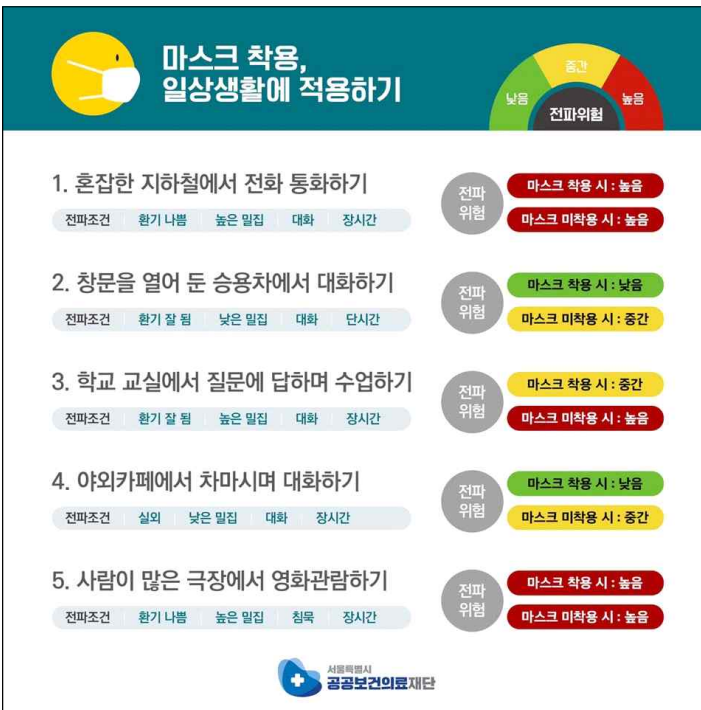 마스크 착용,
일상생활에 적용하기
낮음
중간
높음
전파위험
1. 혼잡한 지하철에서 전화 통화하기
전파조건 환기 나쁨 높은 밀집 대화 장시간
전파
위험
마스크 착용 시 : 높음
마스크 미착용 시 : 높음
2. 창문을 열어 둔 승용차에서 대화하기
전파조건 환기 잘 됨 낮은 밀집 대화 단시간
전파
위험
마스크 착용 시 : 낮음
마스크 미착용 시 : 중간
3. 학교 교실에서 질문에 답하며 수업하기
전파조건 환기 잘 됨 높은 밀집 대화 장시간
전파
위험
마스크 착용 시 : 중간
마스크 미착용 시 : 높음
4. 야외카페에서 차마시며 대화하기
전파조건 실외 낮은 밀집 대화 장시간
전파
위험
마스크 착용 시 : 낮음
마스크 미착용 시 : 중간
5. 사람이 많은 극장에서 영화관람하기
전파조건 환기 나쁨 높은 밀집 침묵 장시간
전파
위험
마스크 착용 시 : 높음
마스크 미착용 시 : 높음
서울특별시
공공보건의료재단